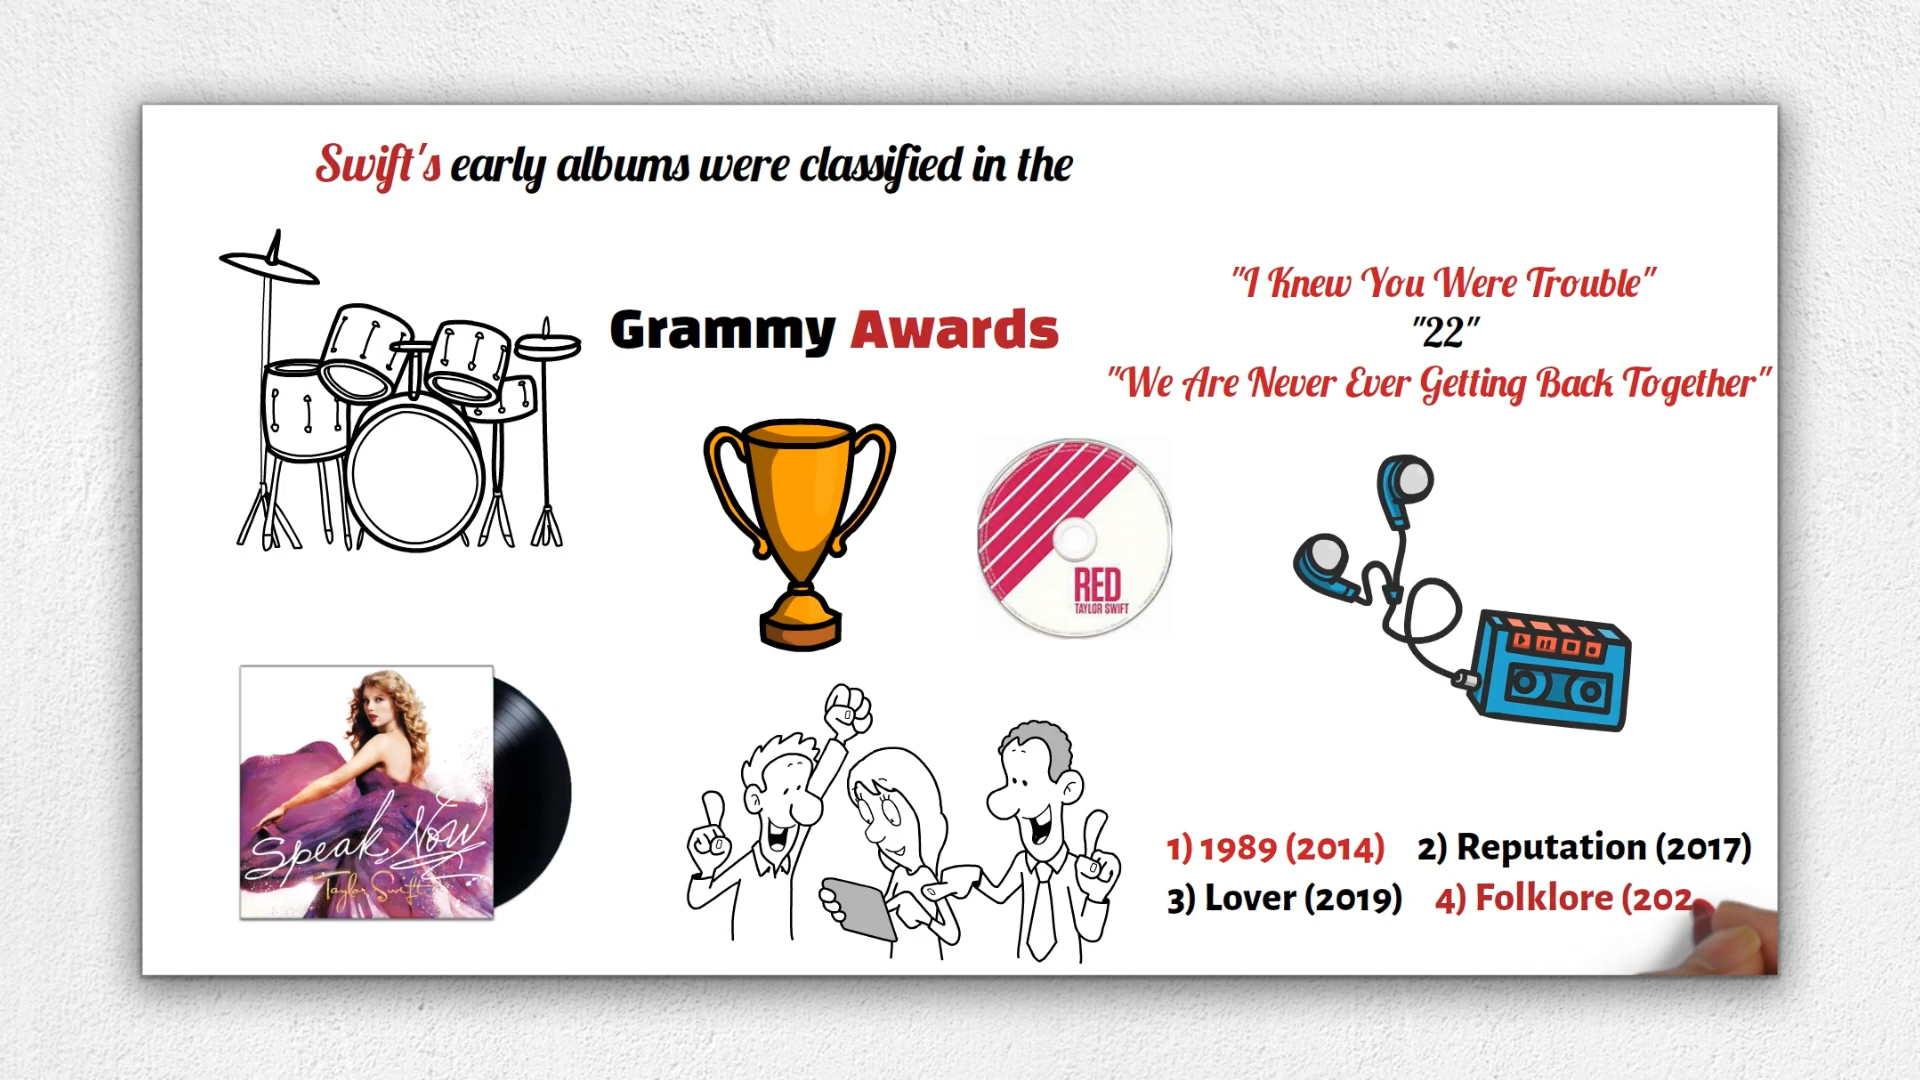 Swift's early albums were classified in the
Grammy Awards
"I Knew You Were Trouble"
"22"
"We Are Never Ever Getting Back Together"
RED
TAYLOR SWIFT
Speak Now
Taylor Swift
1) 1989 (2014) 2) Reputation (2017)
3) Lover (2019) 4) Folklore (202